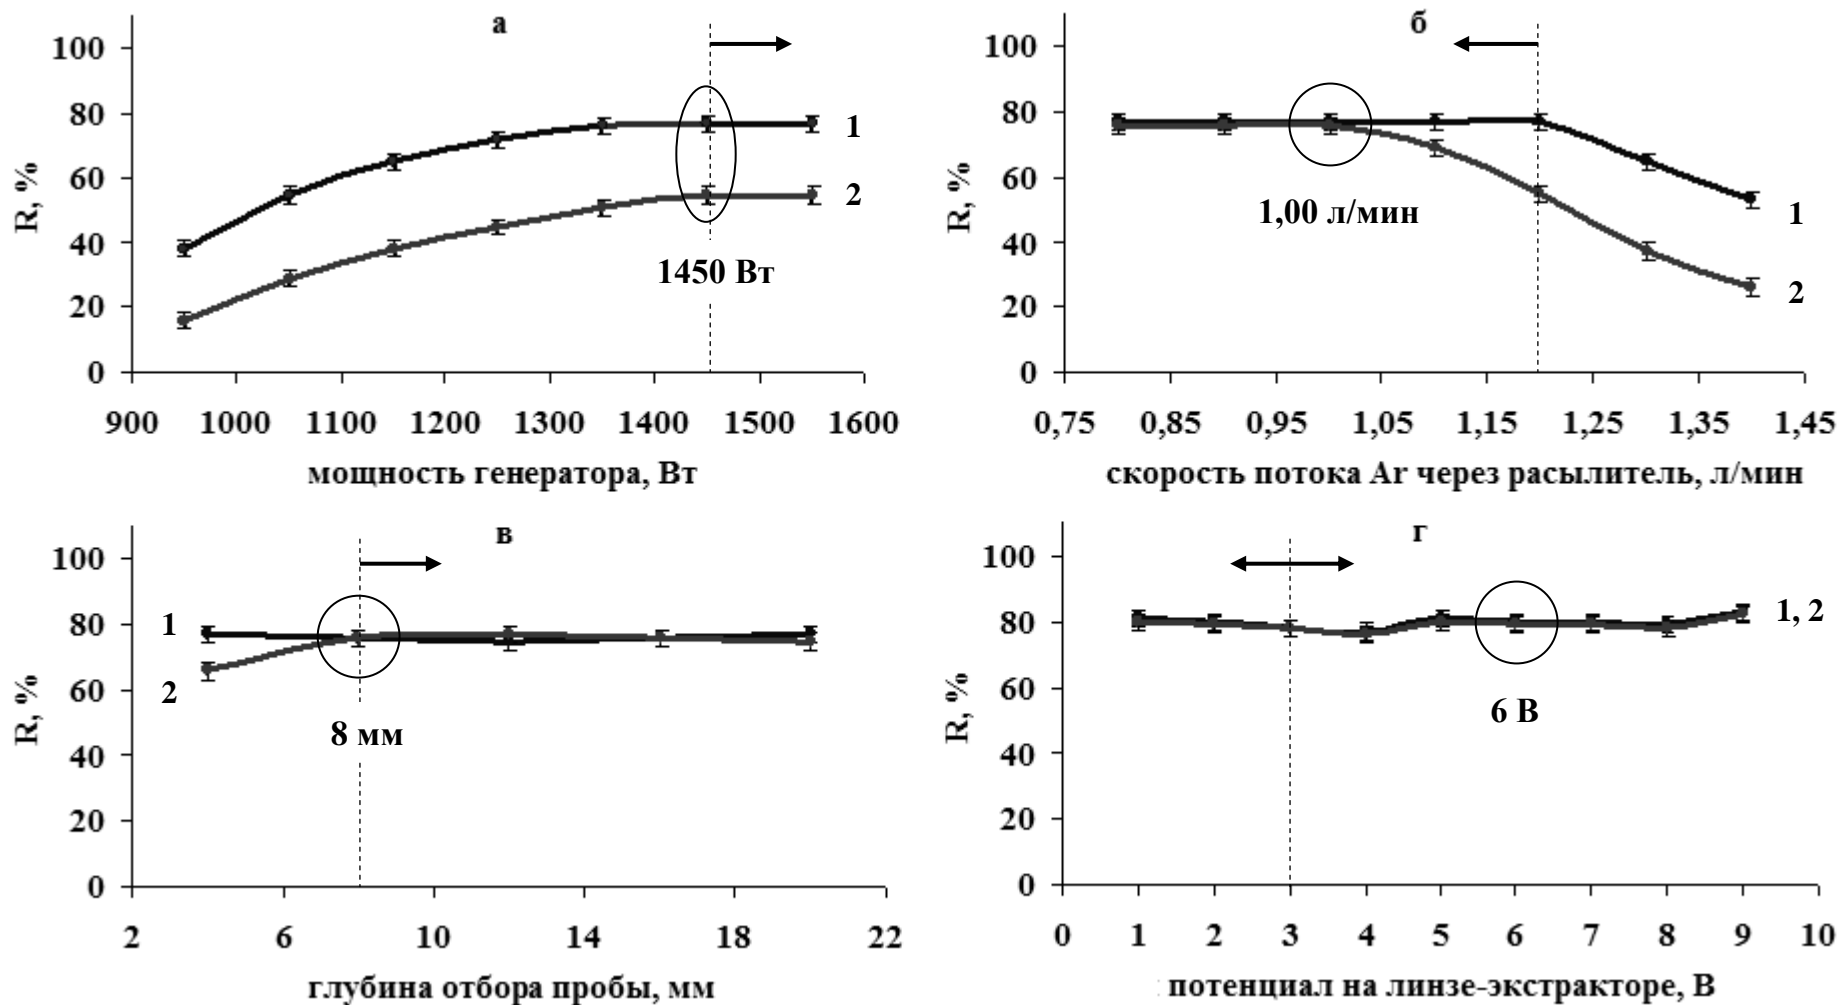 а
100
80
60
40
20
0
R, %
1
2
1450 Вт
900 1000 1100 1200 1300 1400 1500 1600
мощность генератора, Вт
б
100
80
60
40
20
0
R, %
1,00 л/мин
1
2
0,75 0,85 0,95 1,05 1,15 1,25 1,35 1,45
скорость потока Ar через расылитель, л/мин
в
100
80
60
40
20
0
R, %
1
2
8 мм
2 6 10 14 18 22
глубина отбора пробы, мм
г
100
80
60
40
20
0
R, %
1, 2
6 В
0 1 2 3 4 5 6 7 8 9 10
потенциал на линзе-экстракторе, В